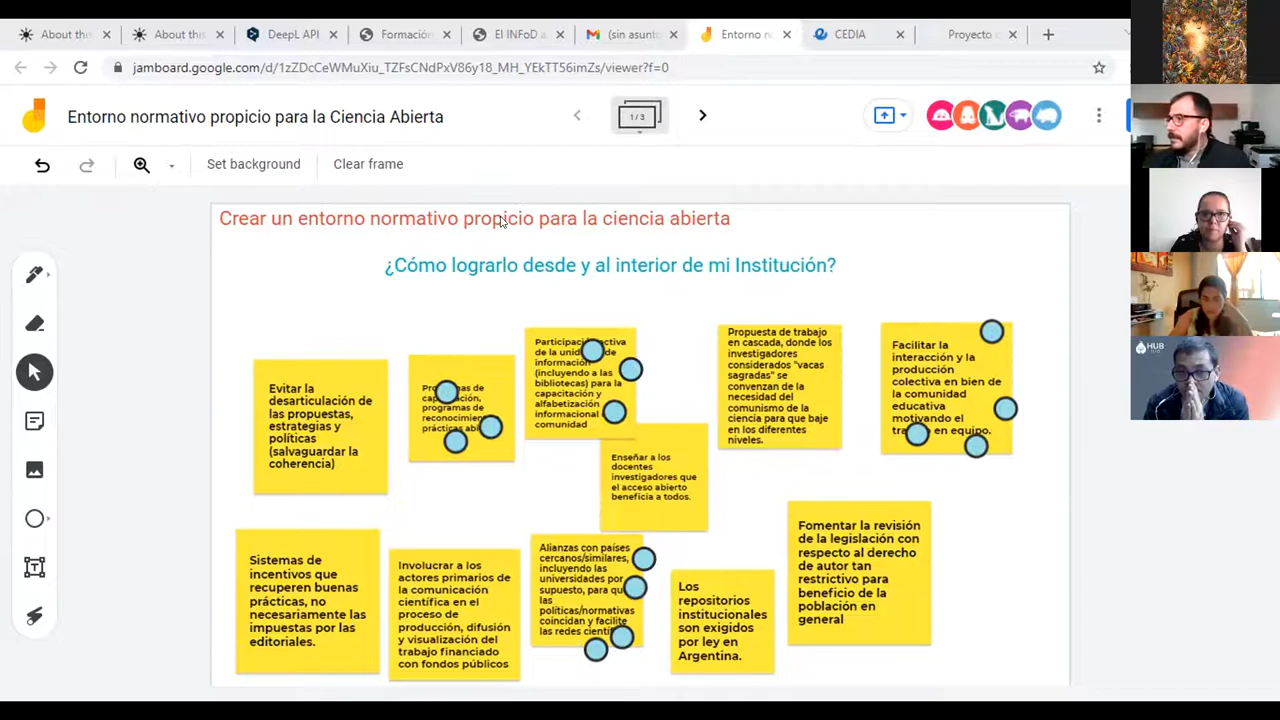 About this
About this
DeepL API
Formación
El INFoD a
(sin asunto
Entorno n
CEDIA
Proyecto
jamboard.google.com/d/1zZDcCeWMuXiu_TZFsCNdPxV86y18_MH_YEkTT56imZs/viewer?f=0
Entorno normativo propicio para la Ciencia Abierta
1 / 3
Set background
Clear frame
Crear un entorno normativo propicio para la ciencia abierta
¿Cómo lograrlo desde y al interior de mi Institución?
Evitar la
desarticulación de
las propuestas,
estrategias y
políticas
(salvaguardar la
coherencia)
de
programas de
Participación
de la de
información
(incluyendo a las
bibliotecas) para la
capacitación y
alfabetización
informacional
comunidad
Enseñar a los
docentes
investigadores que
el acceso abierto
beneficia a todos.
Propuesta de trabajo
en cascada, donde los
investigadores
considerados "vacas
sagradas" se
convenzan de la
necesidad del
comunismo de la
ciencia para que baje
en los diferentes
niveles.
Facilitar la
interacción y la
producción
colectiva en bien de
la comunidad
educativa
motivando el
en equipo.
Sistemas de
incentivos que
recuperen buenas
prácticas, no
necesariamente las
impuestas por las
editoriales.
Involucrar a los
actores primarios de
la comunicación
científica en el
proceso de
producción, difusión
y visualización del
trabajo financiado
con fondos públicos
Alianzas con países
cercanos/similares,
incluyendo las
universidades por
supuesto, para
las
políticas/normativas
coincidan y facilite
las redes
Los
repositorios
institucionales
son exigidos
por ley en
Argentina.
Fomentar la revisión
de la legislación con
respecto al derecho
de autor tan
restrictivo para
beneficio de la
población en
general
HUB